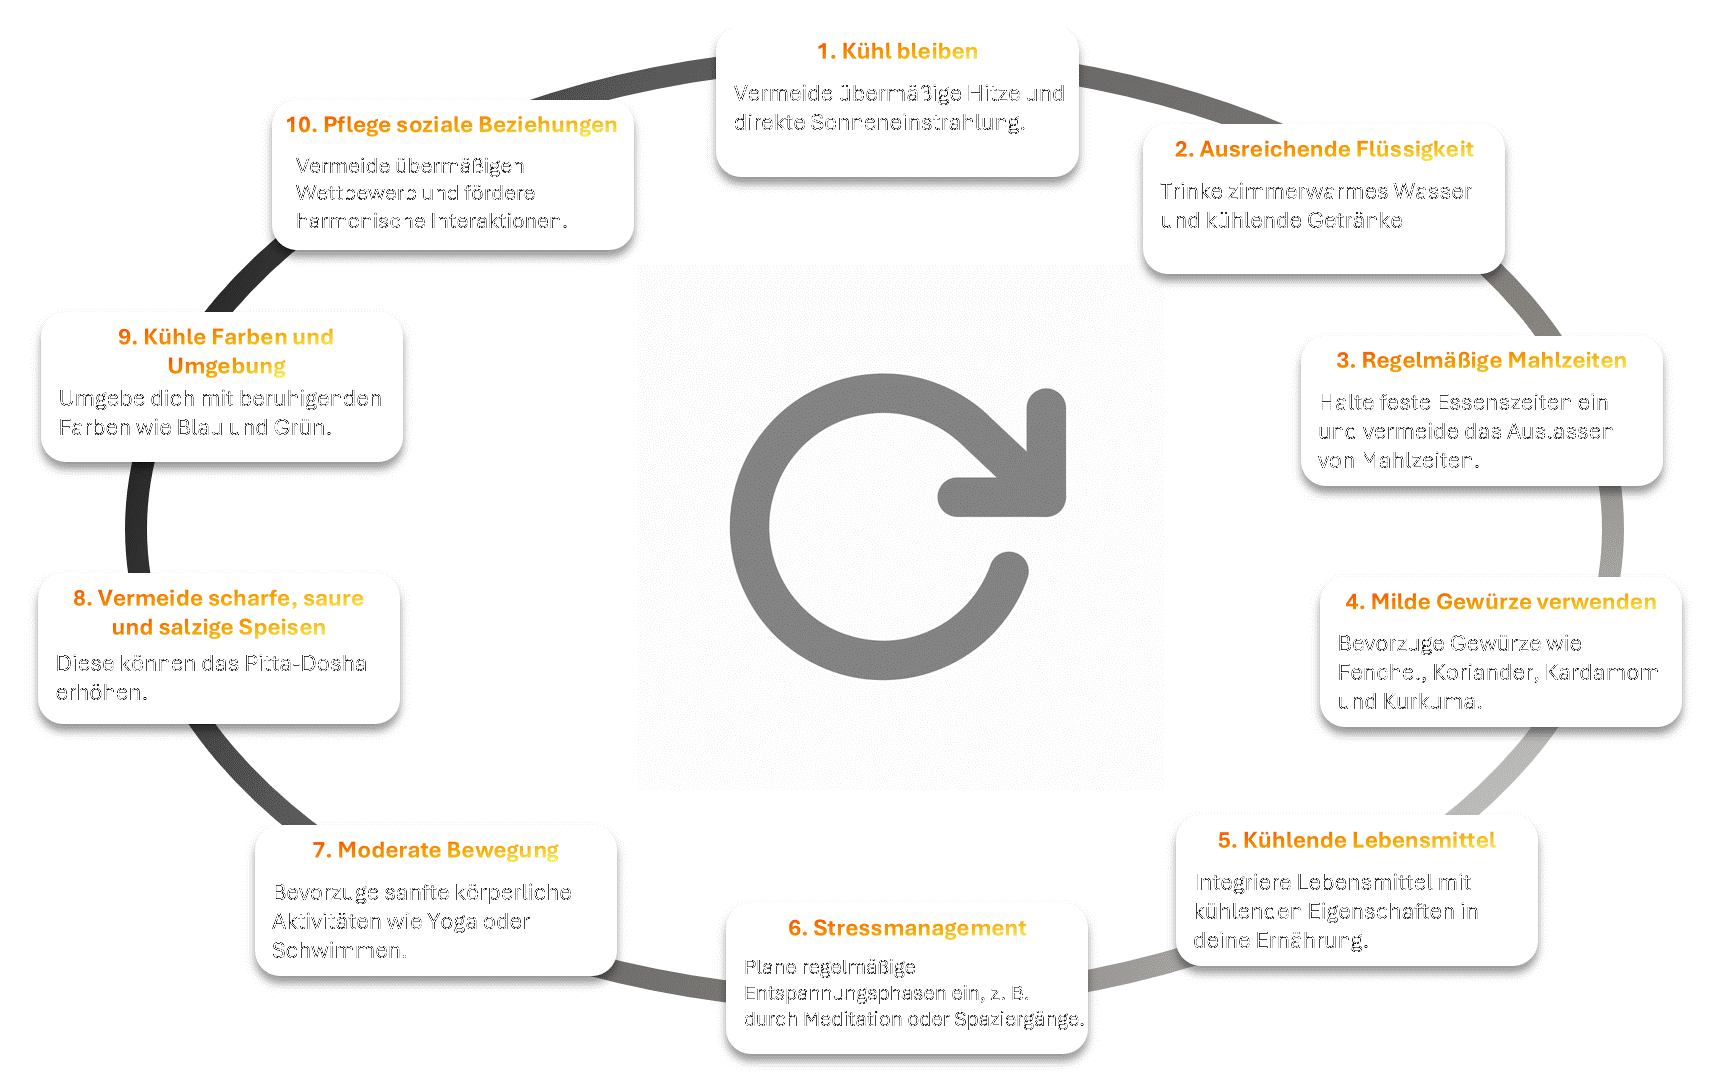 1. Kühl bleiben
Vermeide übermäßige Hitze und
direkte Sonneneinstrahlung.
2. Ausreichende Flüssigkeit
Trinke zimmerwarmes Wasser
und kühlende Getränke
3. Regelmäßige Mahlzeiten
Halte feste Essenszeiten ein
und vermeide das Auslassen
von Mahlzeiten.
4. Milde Gewürze verwenden
Bevorzuge Gewürze wie
Fenchel, Koriander, Kardamom
und Kurkuma.
5. Kühlende Lebensmittel
Integriere Lebensmittel mit
kühlenden Eigenschaften in
deine Ernährung.
6. Stressmanagement
Plane regelmäßige
Entspannungsphasen ein, z. B.
durch Meditation oder Spaziergänge.
7. Moderate Bewegung
Bevorzuge sanfte körperliche
Aktivitäten wie Yoga oder
Schwimmen.
8. Vermeide scharfe, saure
und salzige Speisen
Diese können das Pitta-Dosha
erhöhen.
9. Kühle Farben und
Umgebung
Umgebe dich mit beruhigenden
Farben wie Blau und Grün.
10. Pflege soziale Beziehungen
Vermeide übermäßigen
Wettbewerb und fördere
harmonische Interaktionen.